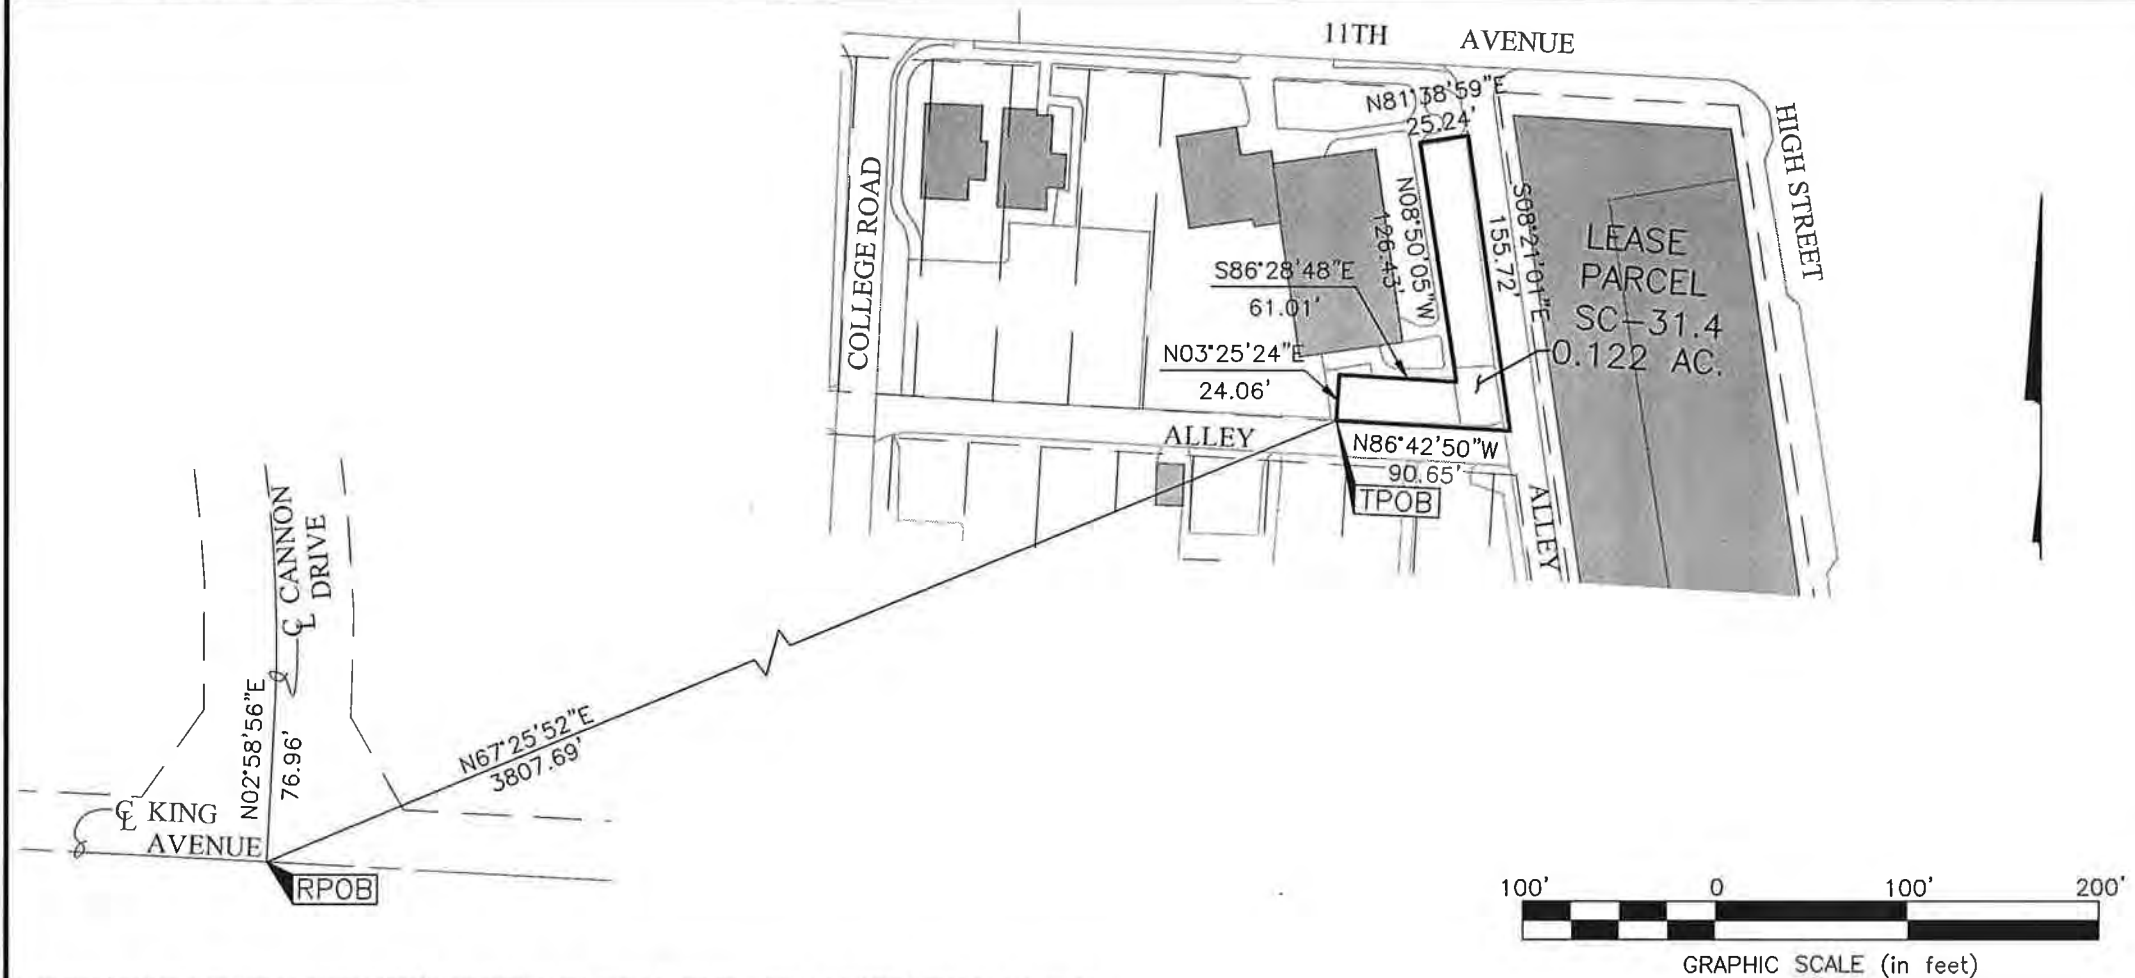 11TH AVENUE
N81°38'59"E
25.24'
HIGH STREET
COLLEGE ROAD
N08°50'05"W
126.43'
S08°21'01"E
155.72'
LEASE
PARCEL
SC-31.4
0.122 AC.
S86°28'48"E
61.01'
N03°25'24"E
24.06'
ALLEY
N86°42'50"W
90.65'
TPOB
ALLEY
℄ CANNON
DRIVE
N02°58'56"E
76.96'
N67°25'52"E
3807.69'
℄ KING
AVENUE
RPOB
100' 0 100' 200'
GRAPHIC SCALE (in feet)